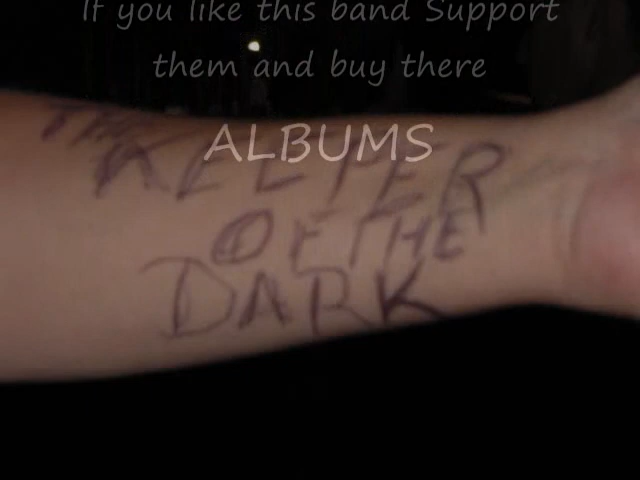 If you like this band Support
them and buy there
ALBUMS
THE
KEEPER
OF THE
DARK